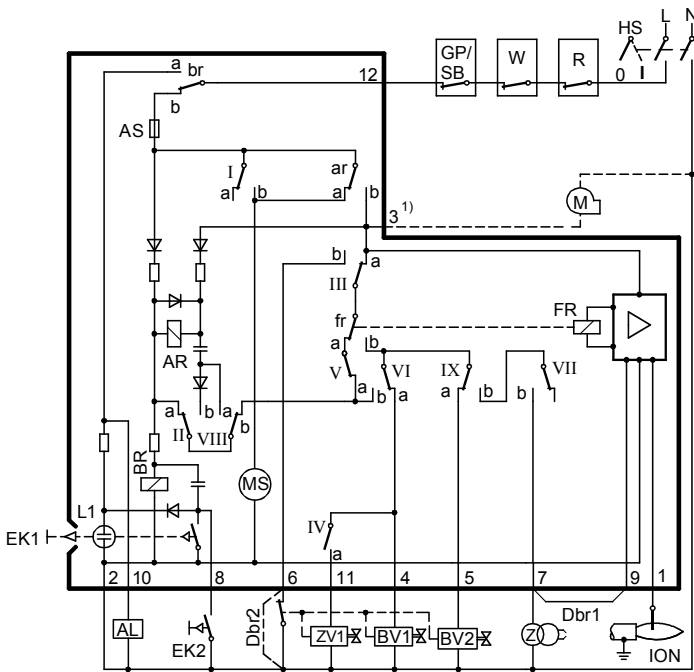 HS
L
N
GP/
SB
W
R
0
I
a
br
b
12
AS
I
a
b
ar
a
b
3 1)
M
b
a
III
fr
a
b
V
a
b
VI
a
IX
a
b
VII
b
FR
AR
a
b
a
b
II
VIII
BR
MS
L1
EK1
IV
a
2
10
8
6
11
4
5
7
9
1
AL
EK2
Dbr2
ZV1
BV1
BV2
Z
Dbr1
ION